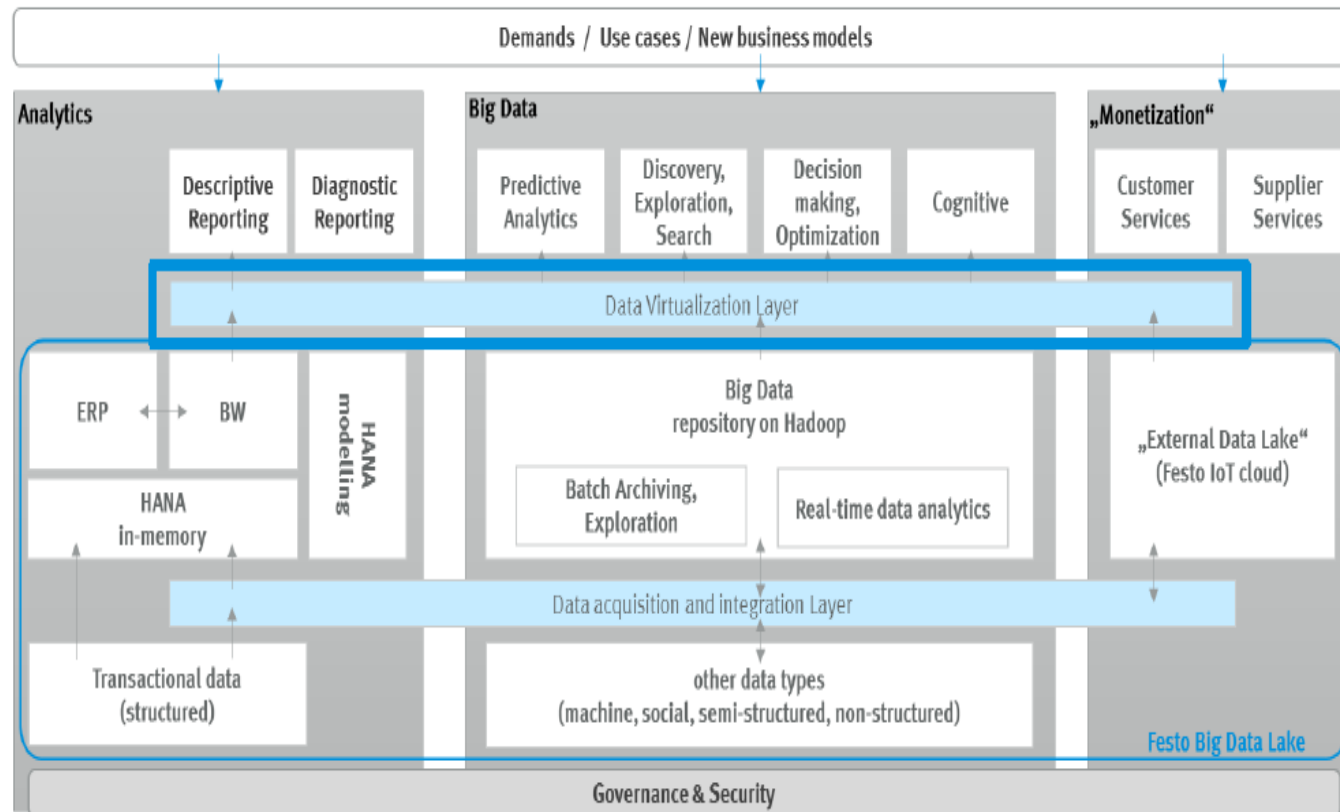 Demands / Use cases / New business models
Analytics
Big Data
„Monetization“
Descriptive
Reporting
Diagnostic
Reporting
Predictive
Analytics
Discovery,
Exploration,
Search
Decision
making,
Optimization
Cognitive
Customer
Services
Supplier
Services
Data Virtualization Layer
ERP
BW
HANA
modelling
HANA
in-memory
Big Data
repository on Hadoop
Batch Archiving,
Exploration
Real-time data analytics
„External Data Lake“
(Festo IoT cloud)
Data acquisition and integration Layer
Transactional data
(structured)
other data types
(machine, social, semi-structured, non-structured)
Festo Big Data Lake
Governance & Security